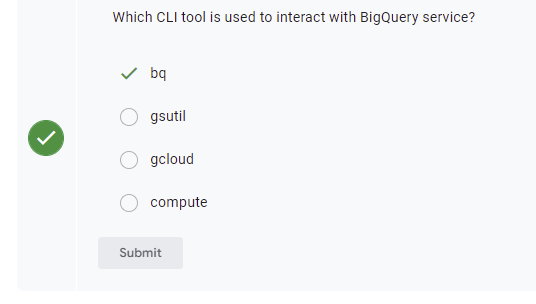 Which CLI tool is used to interact with BigQuery service?
bq
gsutil
gcloud
compute
Submit